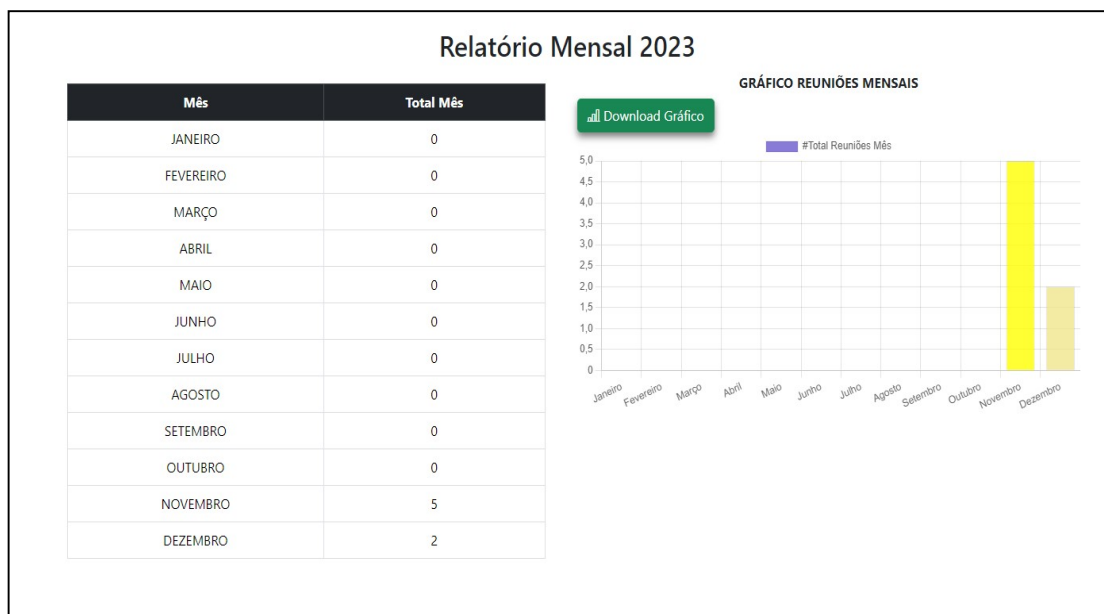 Relatório Mensal 2023
Mês Total Mês
JANEIRO 0
FEVEREIRO 0
MARÇO 0
ABRIL 0
MAIO 0
JUNHO 0
JULHO 0
AGOSTO 0
SETEMBRO 0
OUTUBRO 0
NOVEMBRO 5
DEZEMBRO 2
GRÁFICO REUNIÕES MENSAIS
Download Gráfico
#Total Reuniões Mês
5,0
4,5
4,0
3,5
3,0
2,5
2,0
1,5
1,0
0,5
0
Janeiro Fevereiro Março Abril Maio Junho Julho Agosto Setembro Outubro Novembro Dezembro